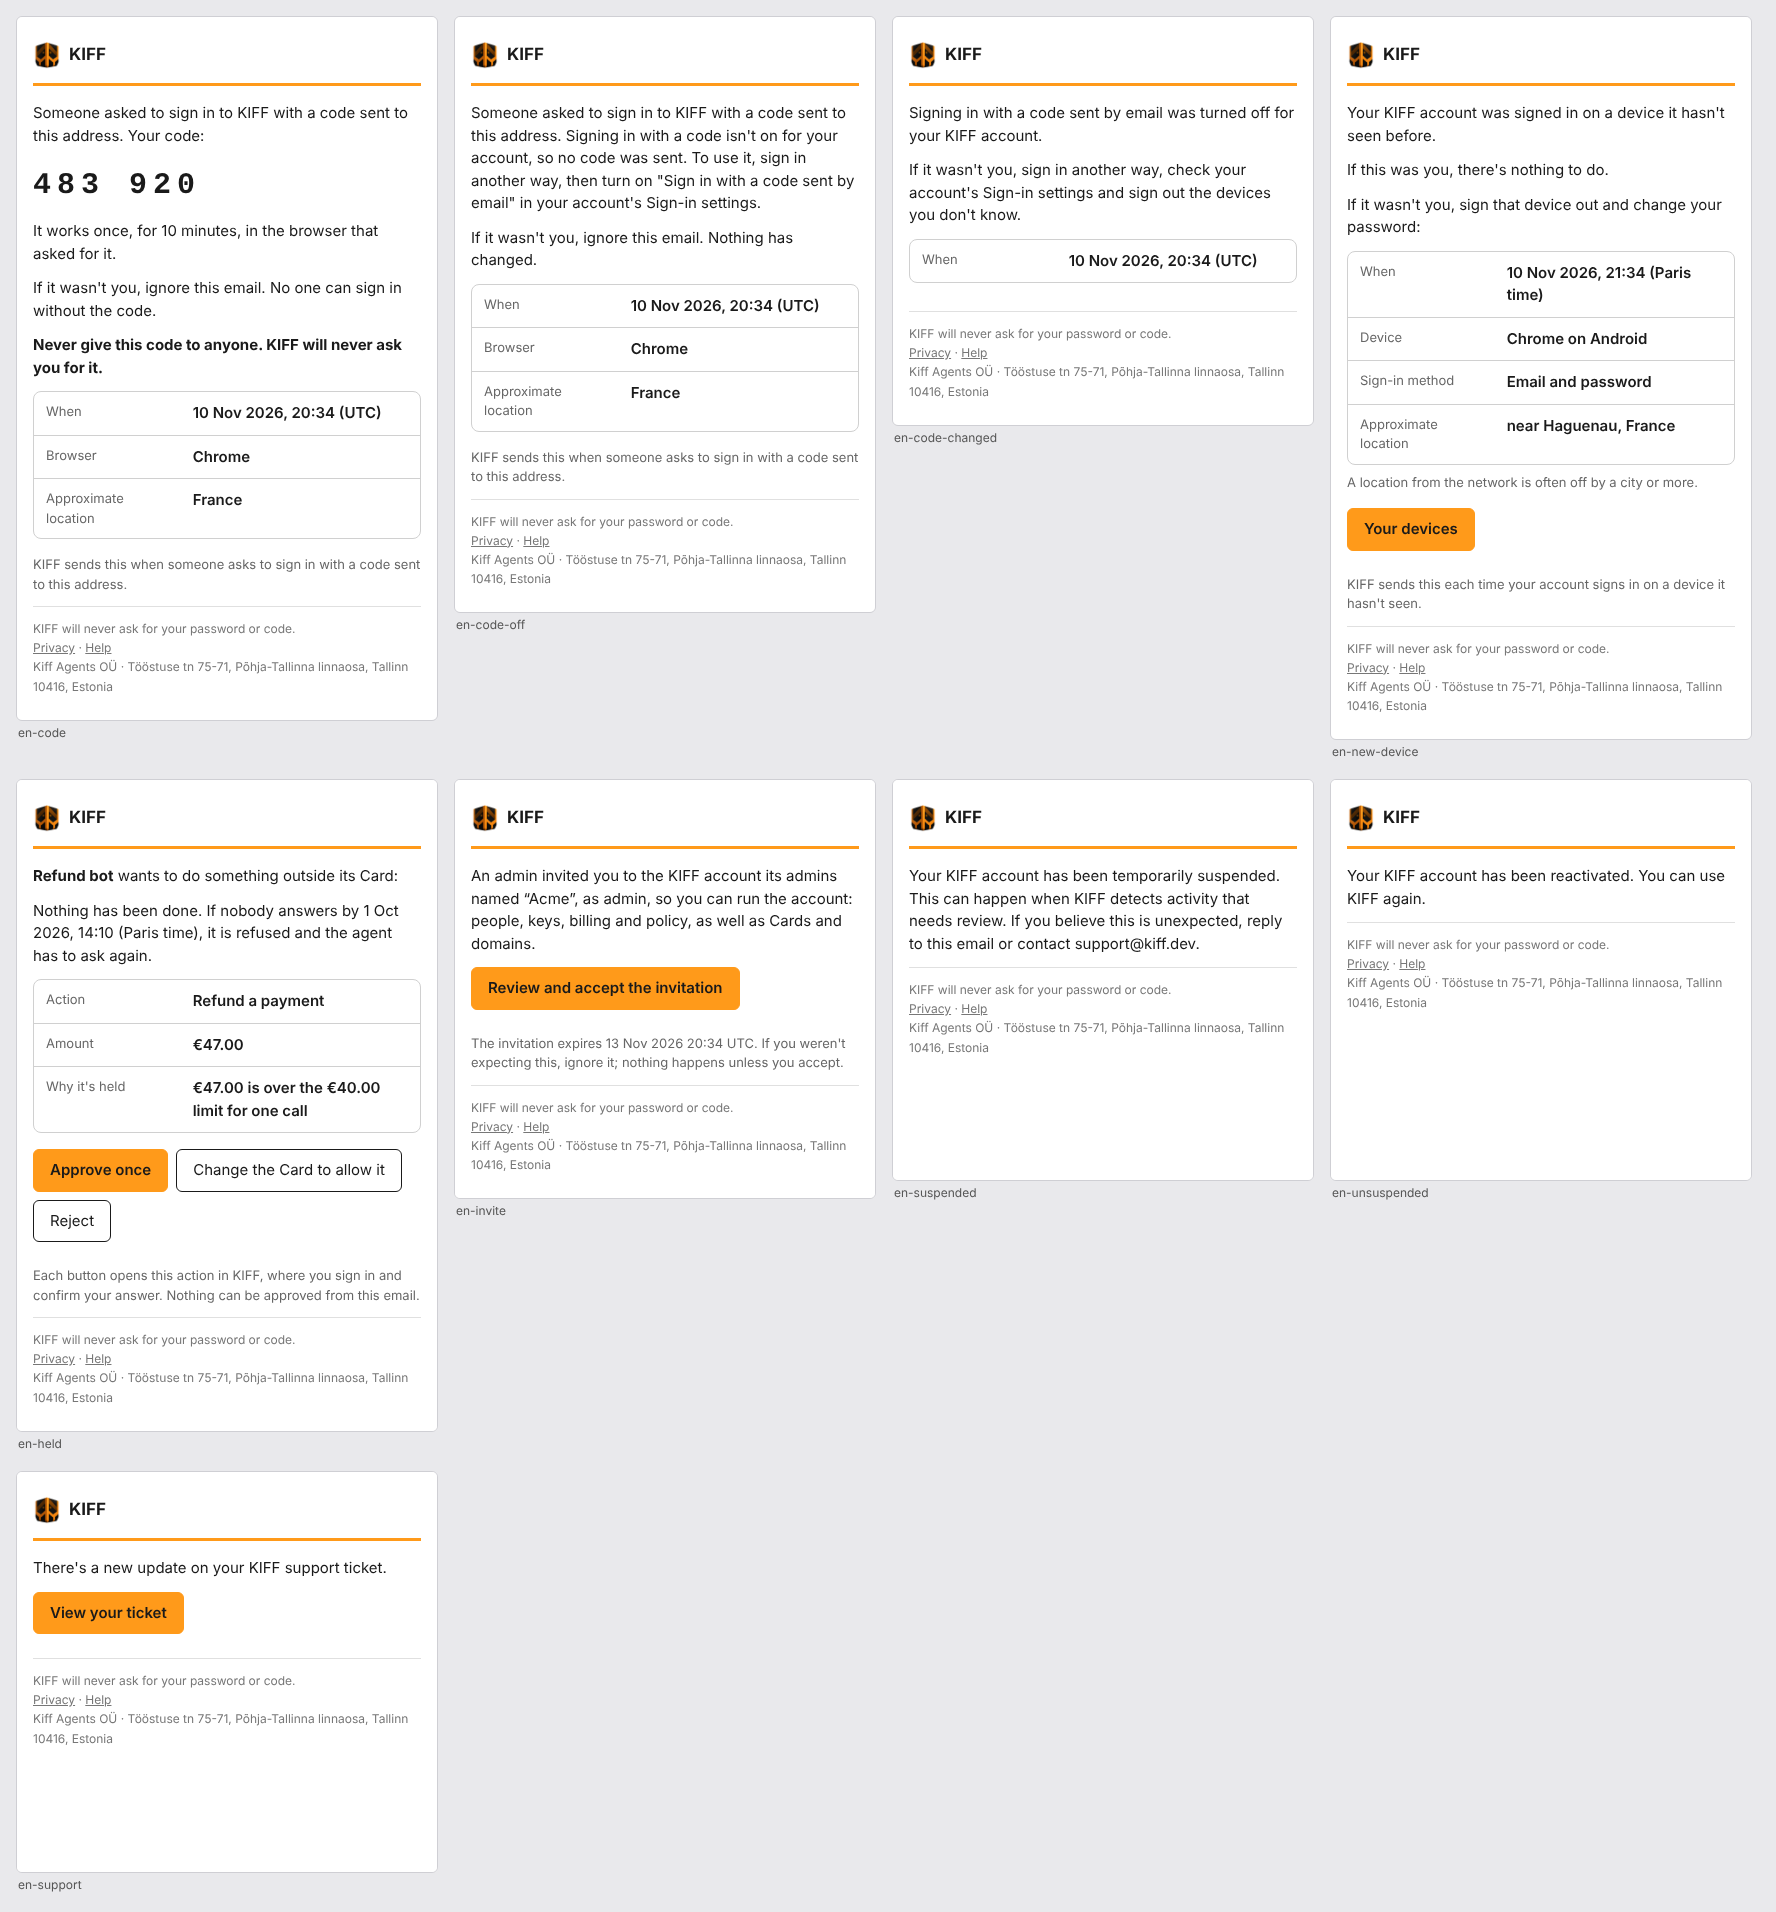 KIFF
Someone asked to sign in to KIFF with a code sent to
this address. Your code:
483 920
It works once, for 10 minutes, in the browser that
asked for it.
If it wasn't you, ignore this email. No one can sign in
without the code.
Never give this code to anyone. KIFF will never ask
you for it.
When 10 Nov 2026, 20:34 (UTC)
Browser Chrome
Approximate France
location
KIFF sends this when someone asks to sign in with a code sent
to this address.
KIFF will never ask for your password or code.
Privacy · Help
Kiff Agents OÜ · Tööstuse tn 75-71, Põhja-Tallinna linnaosa, Tallinn
10416, Estonia
en-code
KIFF
Someone asked to sign in to KIFF with a code sent to
this address. Signing in with a code isn't on for your
account, so no code was sent. To use it, sign in
another way, then turn on "Sign in with a code sent by
email" in your account's Sign-in settings.
If it wasn't you, ignore this email. Nothing has
changed.
When 10 Nov 2026, 20:34 (UTC)
Browser Chrome
Approximate France
location
KIFF sends this when someone asks to sign in with a code sent
to this address.
KIFF will never ask for your password or code.
Privacy · Help
Kiff Agents OÜ · Tööstuse tn 75-71, Põhja-Tallinna linnaosa, Tallinn
10416, Estonia
en-code-off
KIFF
Signing in with a code sent by email was turned off for
your KIFF account.
If it wasn't you, sign in another way, check your
account's Sign-in settings and sign out the devices
you don't know.
When 10 Nov 2026, 20:34 (UTC)
KIFF will never ask for your password or code.
Privacy · Help
Kiff Agents OÜ · Tööstuse tn 75-71, Põhja-Tallinna linnaosa, Tallinn
10416, Estonia
en-code-changed
KIFF
Your KIFF account was signed in on a device it hasn't
seen before.
If this was you, there's nothing to do.
If it wasn't you, sign that device out and change your
password:
When 10 Nov 2026, 21:34 (Paris
time)
Device Chrome on Android
Sign-in method Email and password
Approximate near Haguenau, France
location
A location from the network is often off by a city or more.
Your devices
KIFF sends this each time your account signs in on a device it
hasn't seen.
KIFF will never ask for your password or code.
Privacy · Help
Kiff Agents OÜ · Tööstuse tn 75-71, Põhja-Tallinna linnaosa, Tallinn
10416, Estonia
en-new-device
KIFF
Refund bot wants to do something outside its Card:
Nothing has been done. If nobody answers by 1 Oct
2026, 14:10 (Paris time), it is refused and the agent
has to ask again.
Action Refund a payment
Amount €47.00
Why it's held €47.00 is over the €40.00
limit for one call
Approve once Change the Card to allow it
Reject
Each button opens this action in KIFF, where you sign in and
confirm your answer. Nothing can be approved from this email.
KIFF will never ask for your password or code.
Privacy · Help
Kiff Agents OÜ · Tööstuse tn 75-71, Põhja-Tallinna linnaosa, Tallinn
10416, Estonia
en-held
KIFF
An admin invited you to the KIFF account its admins
named “Acme”, as admin, so you can run the account:
people, keys, billing and policy, as well as Cards and
domains.
Review and accept the invitation
The invitation expires 13 Nov 2026 20:34 UTC. If you weren't
expecting this, ignore it; nothing happens unless you accept.
KIFF will never ask for your password or code.
Privacy · Help
Kiff Agents OÜ · Tööstuse tn 75-71, Põhja-Tallinna linnaosa, Tallinn
10416, Estonia
en-invite
KIFF
Your KIFF account has been temporarily suspended.
This can happen when KIFF detects activity that
needs review. If you believe this is unexpected, reply
to this email or contact support@kiff.dev.
KIFF will never ask for your password or code.
Privacy · Help
Kiff Agents OÜ · Tööstuse tn 75-71, Põhja-Tallinna linnaosa, Tallinn
10416, Estonia
en-suspended
KIFF
Your KIFF account has been reactivated. You can use
KIFF again.
KIFF will never ask for your password or code.
Privacy · Help
Kiff Agents OÜ · Tööstuse tn 75-71, Põhja-Tallinna linnaosa, Tallinn
10416, Estonia
en-unsuspended
KIFF
There's a new update on your KIFF support ticket.
View your ticket
KIFF will never ask for your password or code.
Privacy · Help
Kiff Agents OÜ · Tööstuse tn 75-71, Põhja-Tallinna linnaosa, Tallinn
10416, Estonia
en-support